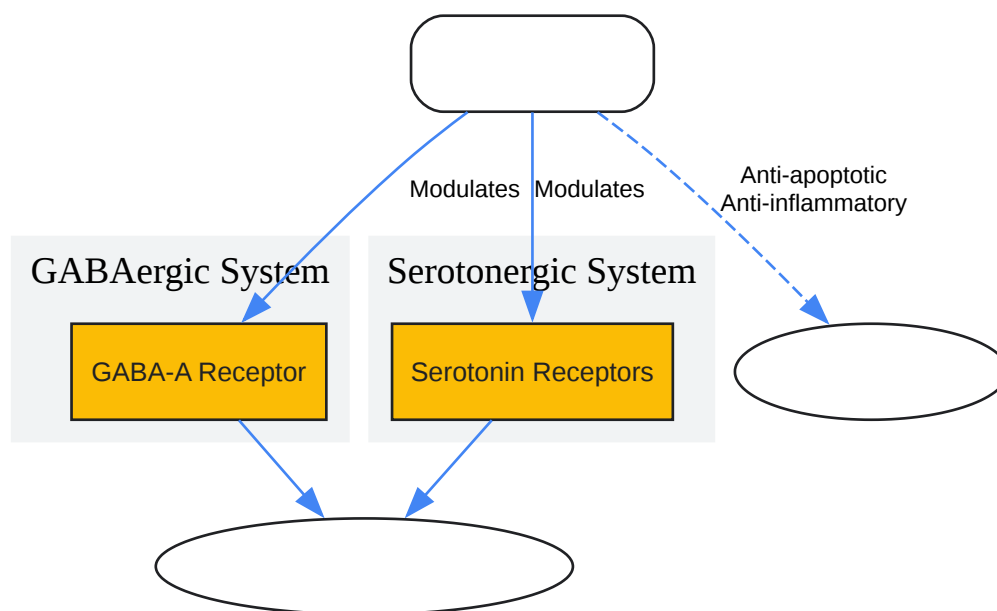 Modulates
Modulates
Anti-apoptotic
Anti-inflammatory
GABAergic System
Serotonergic System
GABA-A Receptor
Serotonin Receptors